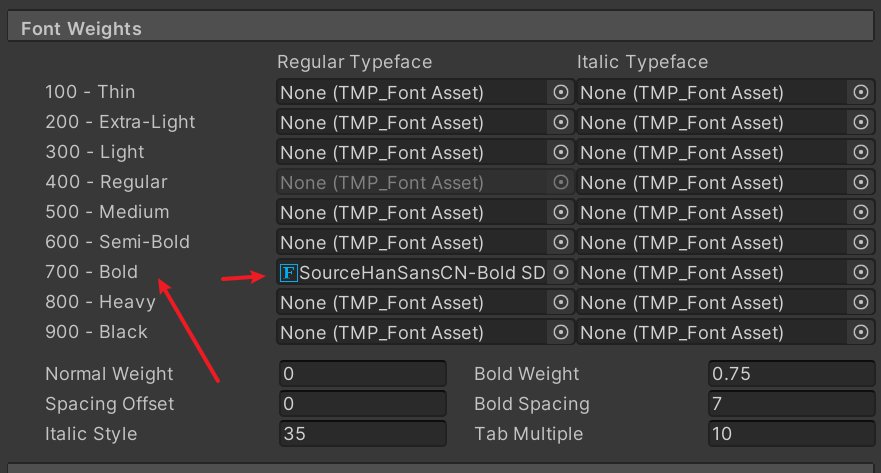 Font Weights
Regular Typeface Italic Typeface
100 - Thin None (TMP_Font Asset) None (TMP_Font Asset)
200 - Extra-Light None (TMP_Font Asset) None (TMP_Font Asset)
300 - Light None (TMP_Font Asset) None (TMP_Font Asset)
400 - Regular None (TMP_Font Asset) None (TMP_Font Asset)
500 - Medium None (TMP_Font Asset) None (TMP_Font Asset)
600 - Semi-Bold None (TMP_Font Asset) None (TMP_Font Asset)
700 - Bold F SourceHanSansCN-Bold SD None (TMP_Font Asset)
800 - Heavy None (TMP_Font Asset) None (TMP_Font Asset)
900 - Black None (TMP_Font Asset) None (TMP_Font Asset)
Normal Weight 0 Bold Weight 0.75
Spacing Offset 0 Bold Spacing 7
Italic Style 35 Tab Multiple 10